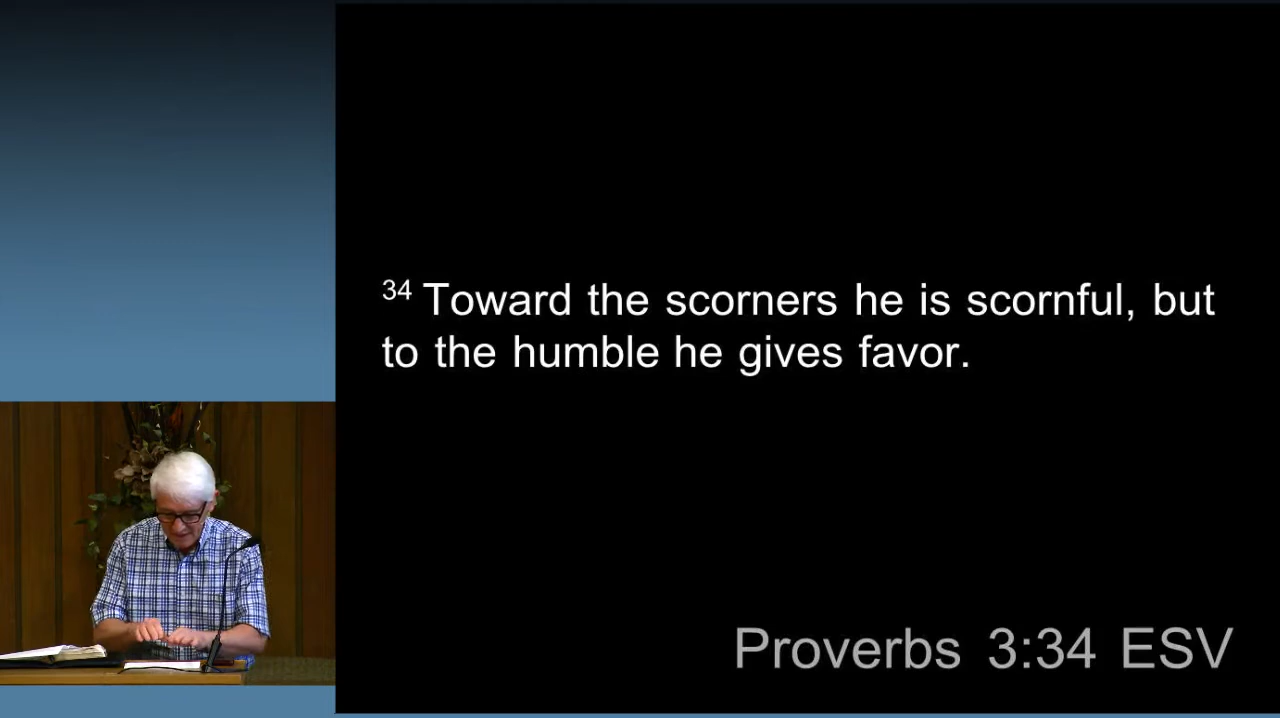 34 Toward the scorners he is scornful, but
to the humble he gives favor.
Proverbs 3:34 ESV